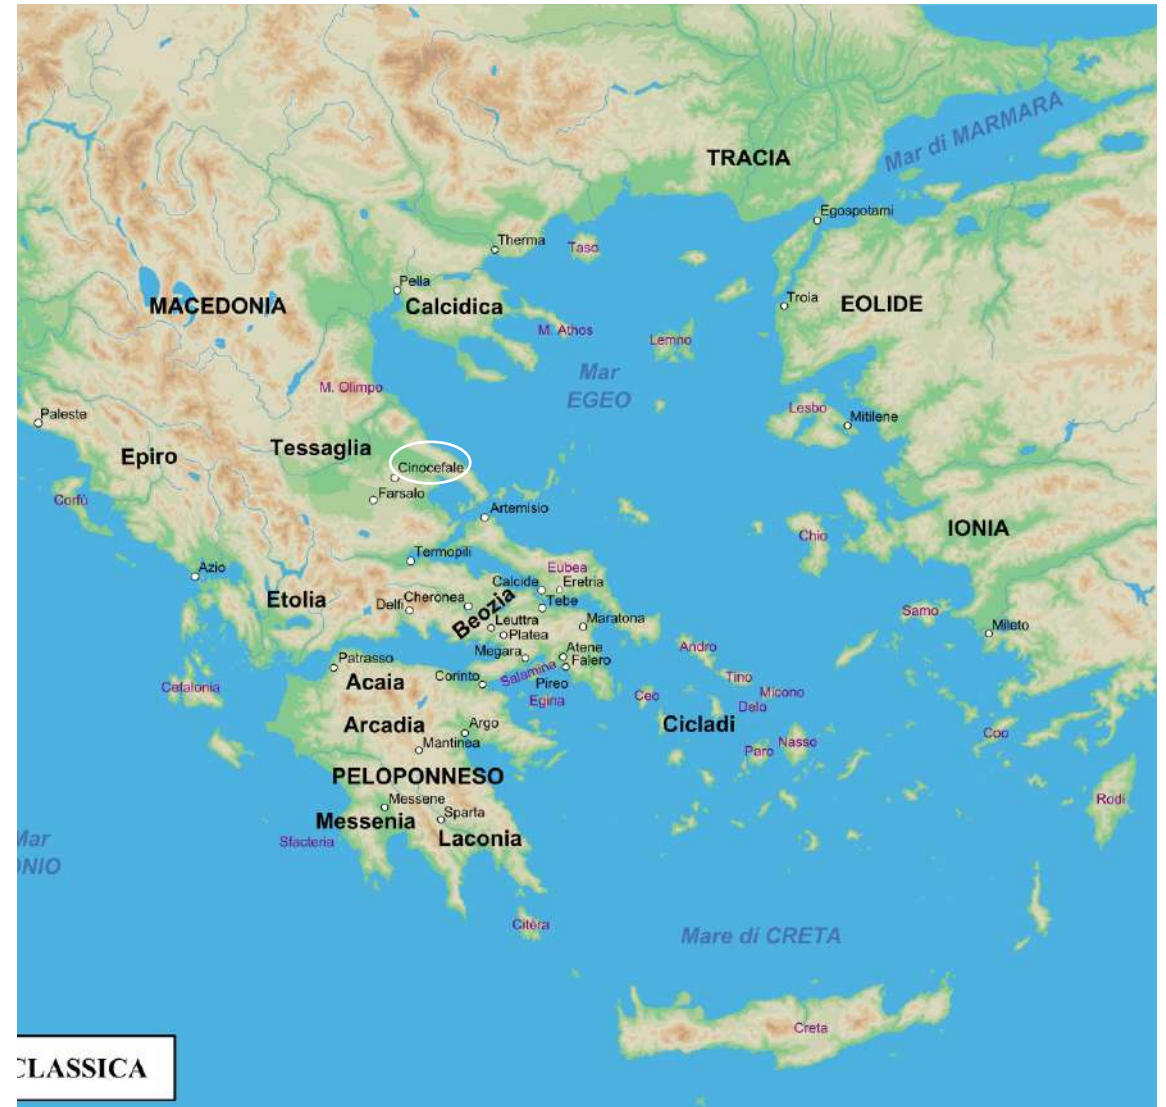 Mar di MARMARA
TRACIA
Egospotami
Therma
Taso
Pella
MACEDONIA
Calcidica
Troia
EOLIDE
M. Athos
Lemno
Mar
EGEO
M. Olimpo
Paleste
Lesbo
Mitilene
Tessaglia
Epiro
Cinocefale
Farsalo
Corfù
Artemisio
Chio
IONIA
Termopili
Azio
Eubea
Calcide
Eretria
Etolia
Delfi
Cheronea
Beozia
Tebe
Leuttra
Maratona
Platea
Samo
Mileto
Megara
Atene
Falero
Andro
Patrasso
Salamina
Acaia
Corinto
Pireo
Tino
Cefalonia
Egina
Ceo
Micono
Delo
Arcadia
Argo
Cicladi
Coo
Mantinea
Paro
Nasso
PELOPONNESO
Messene
Rodi
Messenia
Sparta
Sfacteria
Laconia
Mar
ONIO
Citèra
Mare di CRETA
Creta
CLASSICA